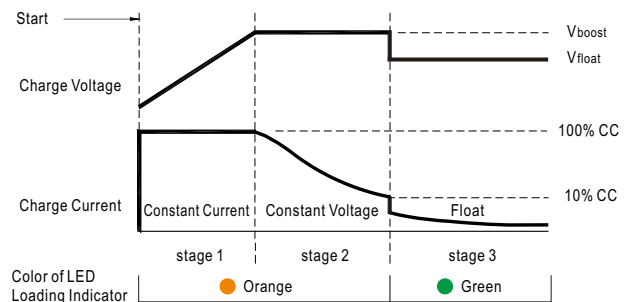 Start
Vboost
Vfloat
Charge Voltage
100% CC
10% CC
Charge Current
Constant Current
Constant Voltage
Float
stage 1
stage 2
stage 3
Color of LED
Loading Indicator
Orange
Green